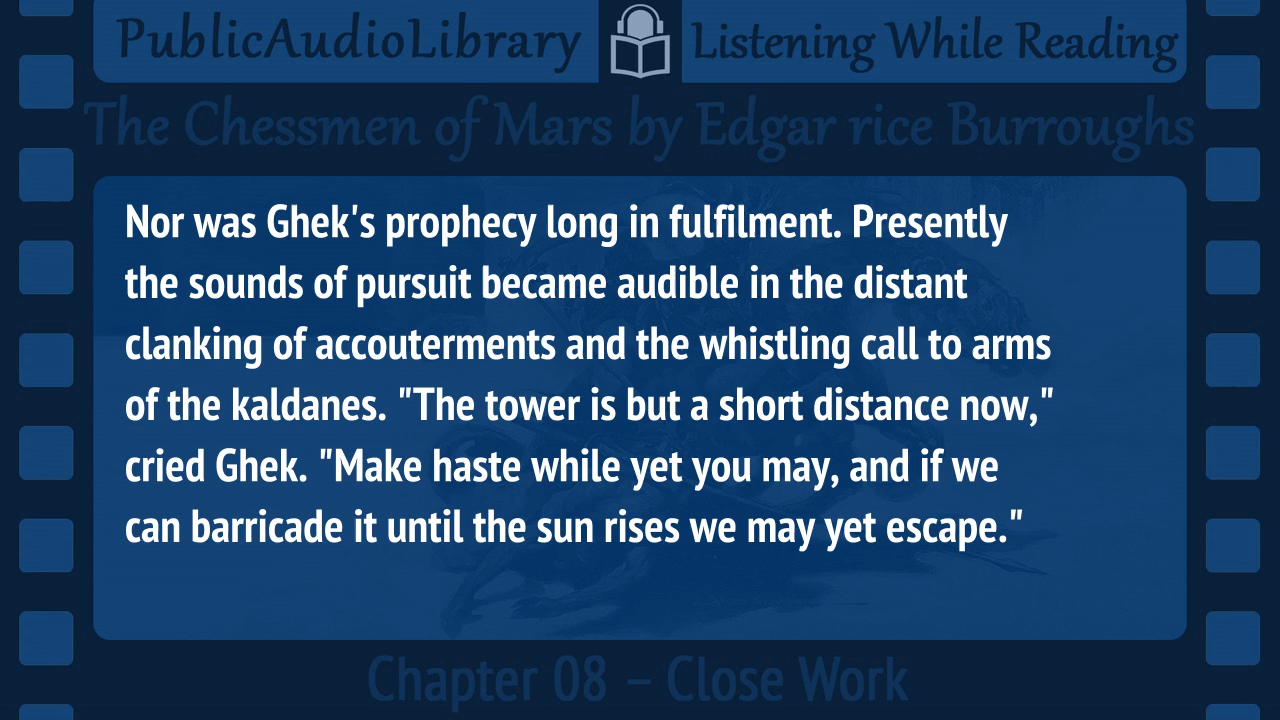 PublicAudioLibrary Listening While Reading
The Chessmen of Mars by Edgar rice Burroughs
Nor was Ghek's prophecy long in fulfilment. Presently
the sounds of pursuit became audible in the distant
clanking of accouterments and the whistling call to arms
of the kaldanes. "The tower is but a short distance now,"
cried Ghek. "Make haste while yet you may, and if we
can barricade it until the sun rises we may yet escape."
Chapter 08 – Close Work